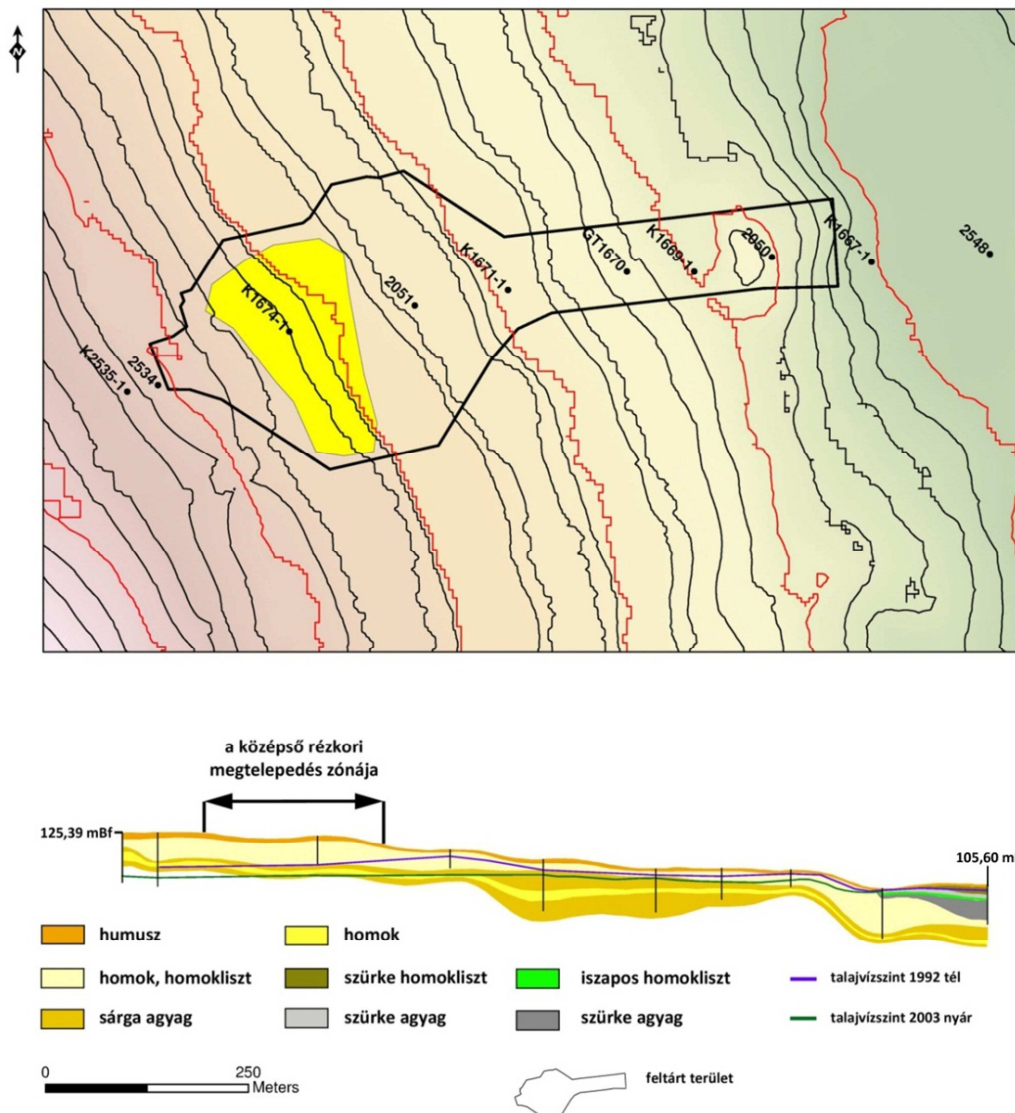 N
K2535-1
2534
K1674-1
2051
K1671-1
GT1670
K1669-1
2050
K1667-1
2548
a középső rézkori
megtelepedés zónája
125,39 mBf
105,60 m
humusz
homok
homok, homokliszt
szürke homokliszt
iszapos homokliszt
talajvízszint 1992 tél
sárga agyag
szürke agyag
szürke agyag
talajvízszint 2003 nyár
0
250
Meters
feltárt terület